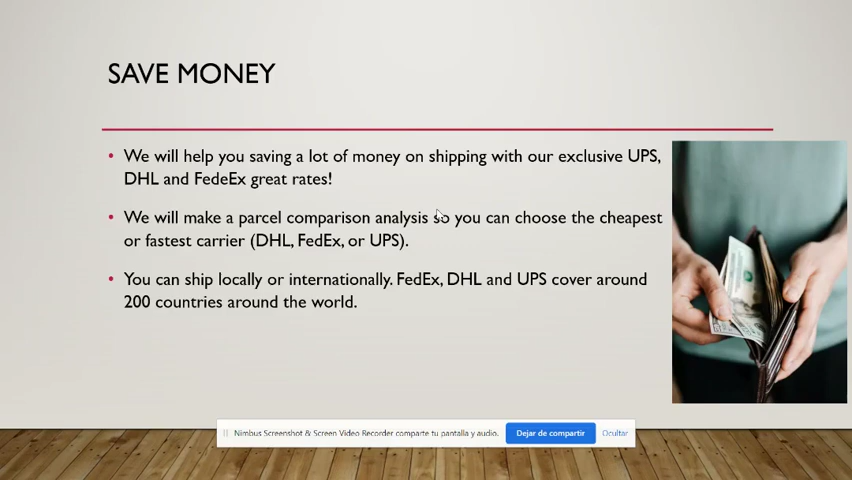 SAVE MONEY
• We will help you saving a lot of money on shipping with our exclusive UPS,
DHL and FedeEx great rates!
• We will make a parcel comparison analysis so you can choose the cheapest
or fastest carrier (DHL, FedEx, or UPS).
• You can ship locally or internationally. FedEx, DHL and UPS cover around
200 countries around the world.
Nimbus Screenshot & Screen Video Recorder comparte tu pantalla y audio. Dejar de compartir Ocultar